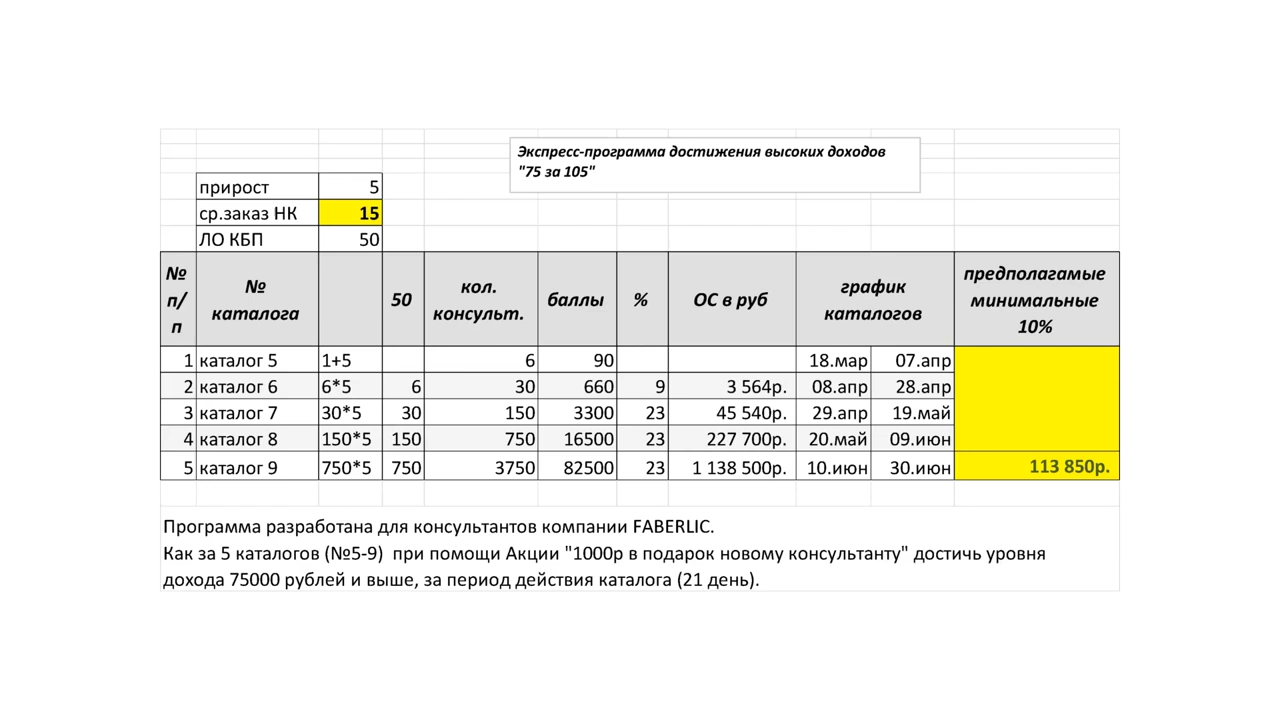 Экспресс-программа достижения высоких доходов
"75 за 105"
прирост 5
ср.заказ НК 15
ЛО КБП 50
№ п/п № каталога 50 кол. консульт. баллы % ОС в руб график каталогов предполагамые минимальные 10%
1 каталог 5 1+5 6 90 18.мар 07.апр
2 каталог 6 6*5 6 30 660 9 3 564р. 08.апр 28.апр
3 каталог 7 30*5 30 150 3300 23 45 540р. 29.апр 19.май
4 каталог 8 150*5 150 750 16500 23 227 700р. 20.май 09.июн
5 каталог 9 750*5 750 3750 82500 23 1 138 500р. 10.июн 30.июн 113 850р.
Программа разработана для консультантов компании FABERLIC.
Как за 5 каталогов (№5-9) при помощи Акции "1000р в подарок новому консультанту" достичь уровня
дохода 75000 рублей и выше, за период действия каталога (21 день).